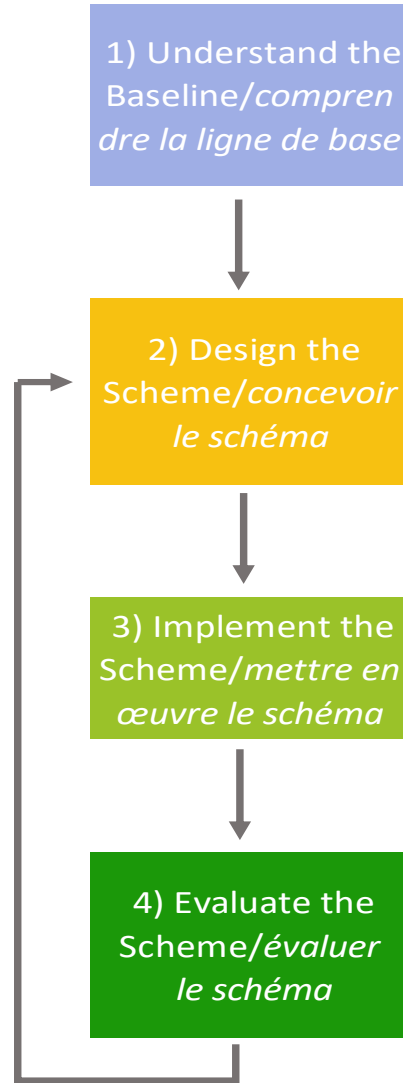 1) Understand the
Baseline/compren
dre la ligne de base
2) Design the
Scheme/concevoir
le schéma
3) Implement the
Scheme/mettre en
œuvre le schéma
4) Evaluate the
Scheme/évaluer
le schéma